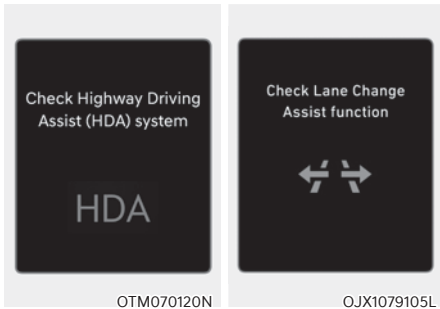 Check Highway Driving
Assist (HDA) system
HDA
OTM070120N
Check Lane Change
Assist function
OJX1079105L